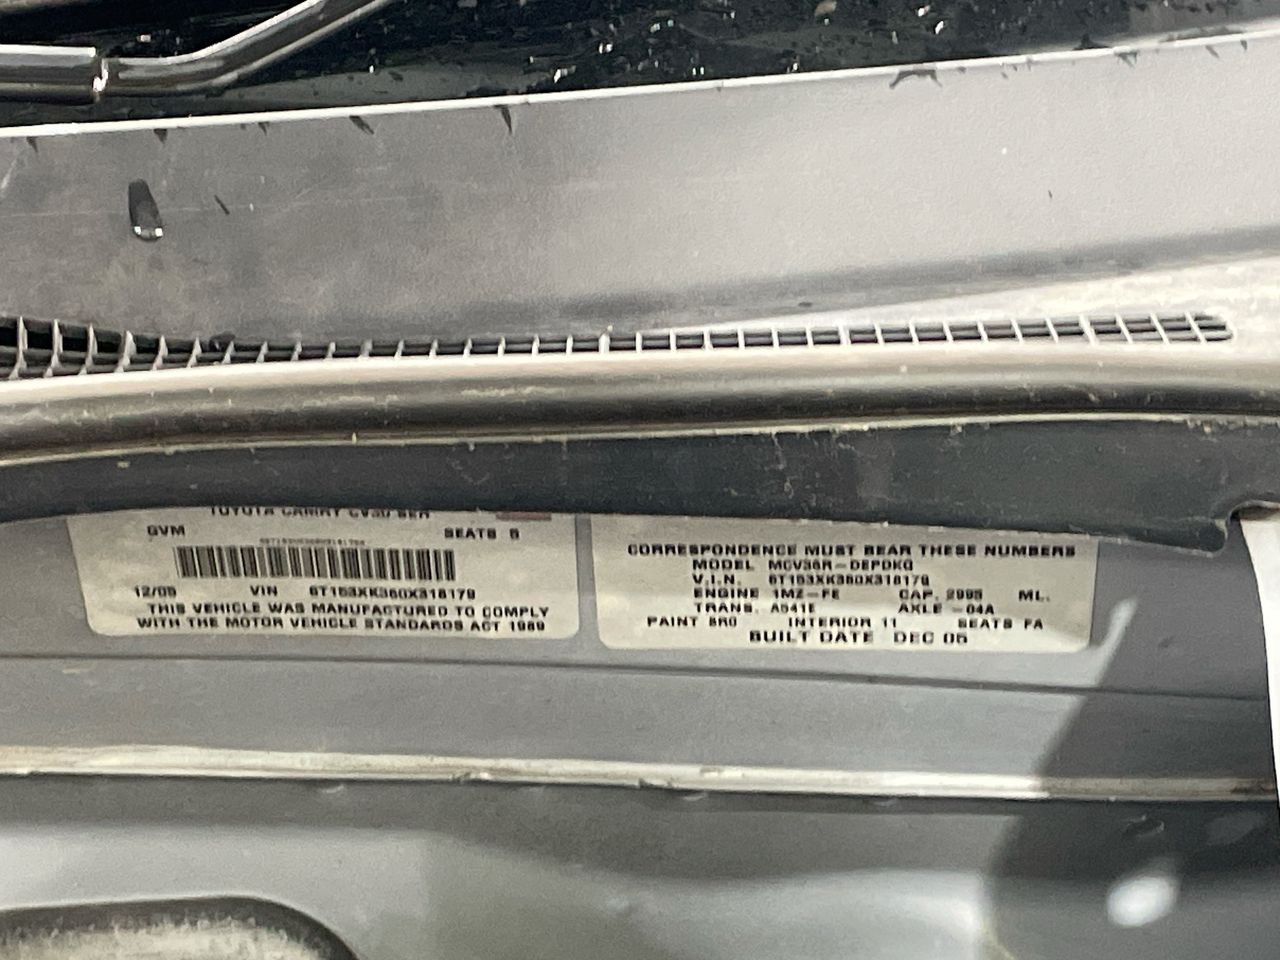 TOYOTA CAMRY CV30 SER
GVM SEATS 5
12/05 VIN 6T153XK360X318179
THIS VEHICLE WAS MANUFACTURED TO COMPLY
WITH THE MOTOR VEHICLE STANDARDS ACT 1989
CORRESPONDENCE MUST BEAR THESE NUMBERS
MODEL MCV36R-DEPDKQ
V.I.N. 6T153XK360X318179
ENGINE 1MZ-FE CAP. 2995 ML.
TRANS. A541E AXLE -04A
PAINT 8R0 INTERIOR 11 SEATS FA
BUILT DATE DEC 05